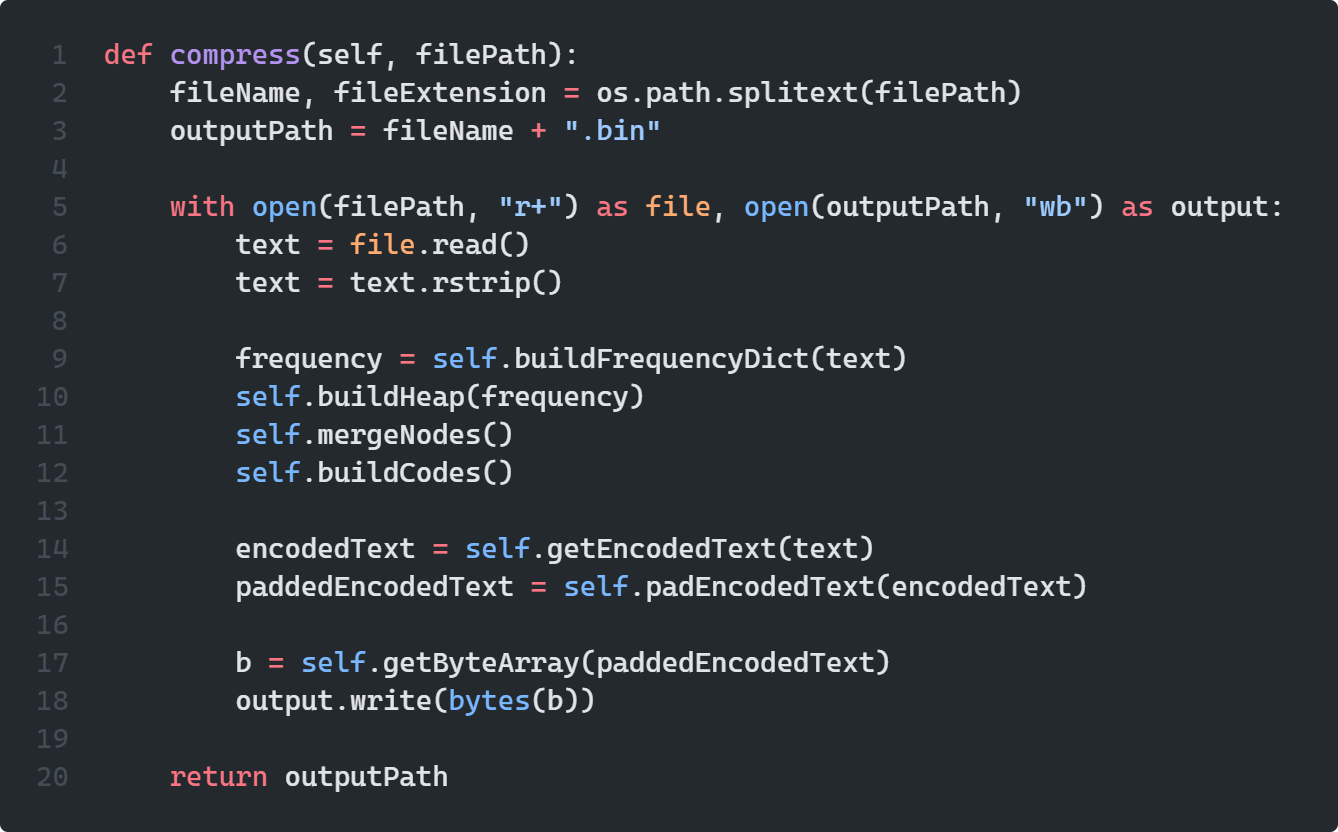 1 def compress(self, filePath):
2     fileName, fileExtension = os.path.splitext(filePath)
3     outputPath = fileName + ".bin"
4
5     with open(filePath, "r+") as file, open(outputPath, "wb") as output:
6         text = file.read()
7         text = text.rstrip()
8
9         frequency = self.buildFrequencyDict(text)
10         self.buildHeap(frequency)
11         self.mergeNodes()
12         self.buildCodes()
13
14         encodedText = self.getEncodedText(text)
15         paddedEncodedText = self.padEncodedText(encodedText)
16
17         b = self.getByteArray(paddedEncodedText)
18         output.write(bytes(b))
19
20     return outputPath